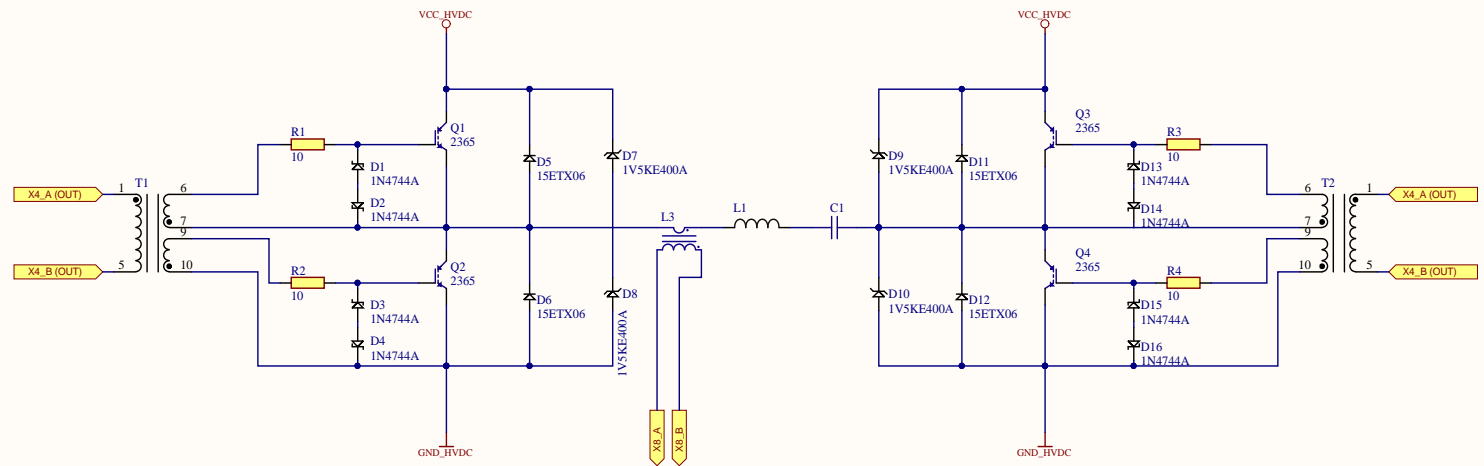 VCC_HVDC
VCC_HVDC
Q1
2365
R1
10
D1
1N4744A
D2
1N4744A
D5
15ETX06
D7
1V5KE400A
T1
X4_A (OUT)
1
6
7
9
10
5
X4_B (OUT)
R2
10
Q2
2365
D3
1N4744A
D4
1N4744A
D6
15ETX06
D8
1V5KE400A
GND_HVDC
L3
L1
C1
X8_A
X8_B
D9
1V5KE400A
D11
15ETX06
Q3
2365
R3
10
D13
1N4744A
D14
1N4744A
D10
1V5KE400A
D12
15ETX06
Q4
2365
R4
10
D15
1N4744A
D16
1N4744A
GND_HVDC
T2
6
7
9
10
1
5
X4_A (OUT)
X4_B (OUT)